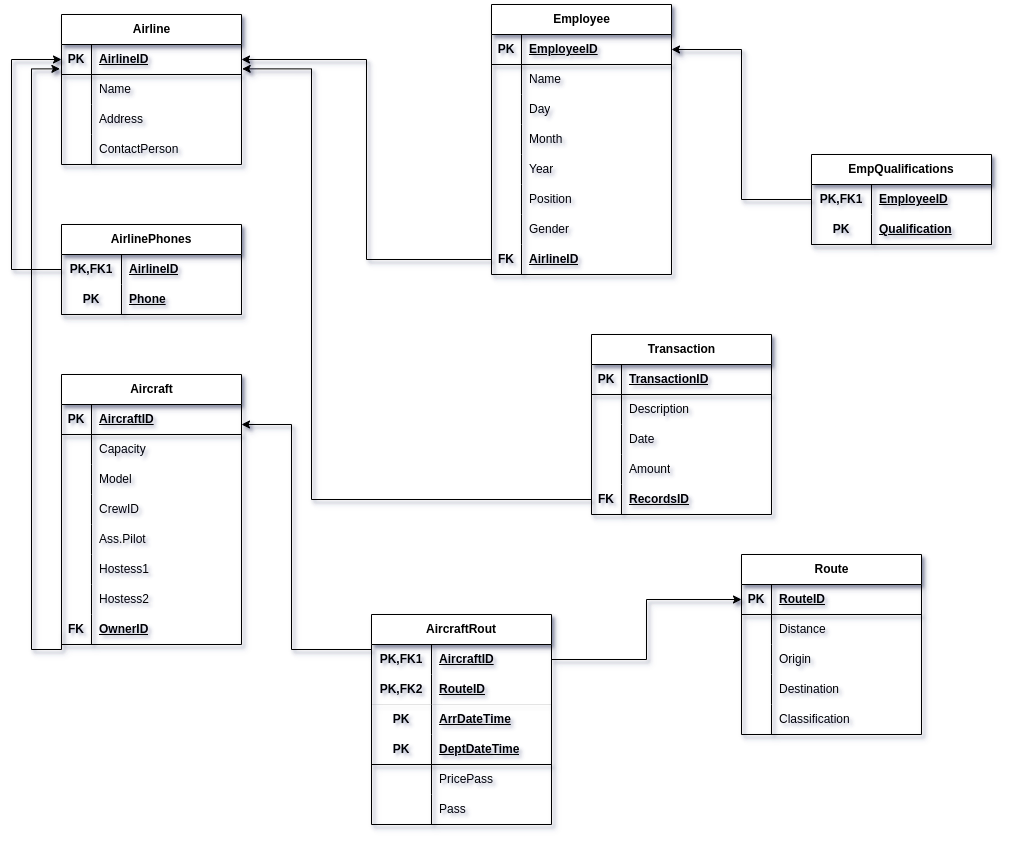 Airline
PK AirlineID
Name
Address
ContactPerson
AirlinePhones
PK,FK1 AirlineID
PK Phone
Aircraft
PK AircraftID
Capacity
Model
CrewID
Ass.Pilot
Hostess1
Hostess2
FK OwnerID
Employee
PK EmployeeID
Name
Day
Month
Year
Position
Gender
FK AirlineID
EmpQualifications
PK,FK1 EmployeeID
PK Qualification
Transaction
PK TransactionID
Description
Date
Amount
FK RecordsID
AircraftRout
PK,FK1 AircraftID
PK,FK2 RouteID
PK ArrDateTime
PK DeptDateTime
PricePass
Pass
Route
PK RouteID
Distance
Origin
Destination
Classification